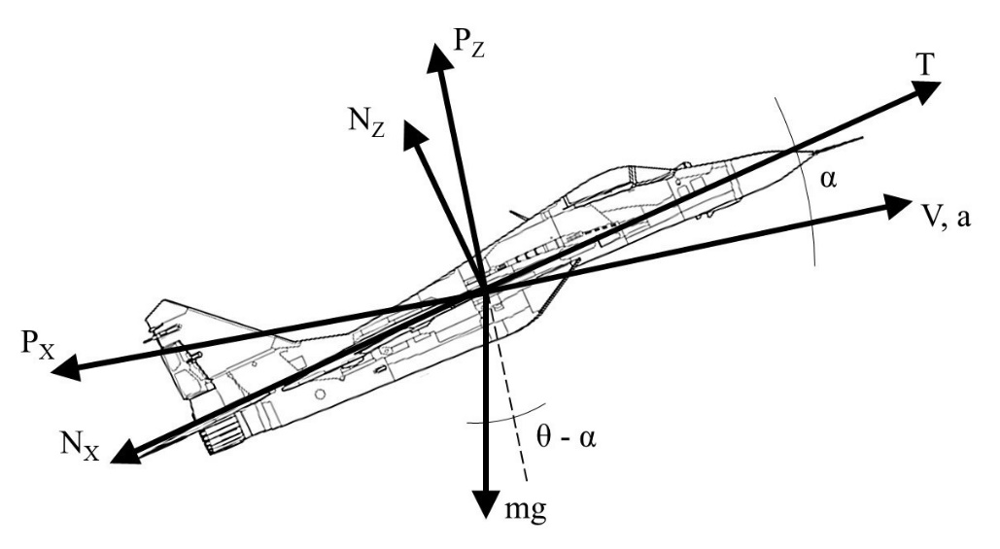 P_Z
T
N_Z
α
V, a
P_X
N_X
θ - α
mg